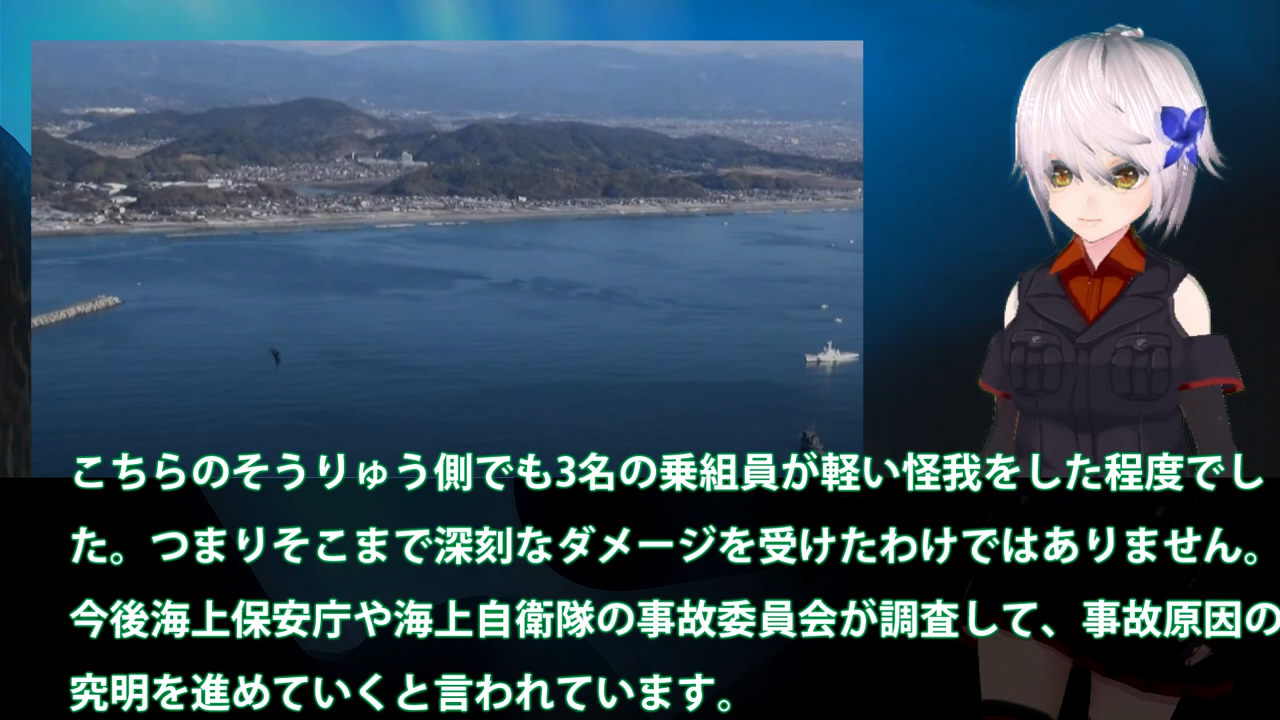 こちらのそうりゅう側でも3名の乗組員が軽い怪我をした程度でし
た。つまりそこまで深刻なダメージを受けたわけではありません。
今後海上保安庁や海上自衛隊の事故委員会が調査して、事故原因の
究明を進めていくと言われています。